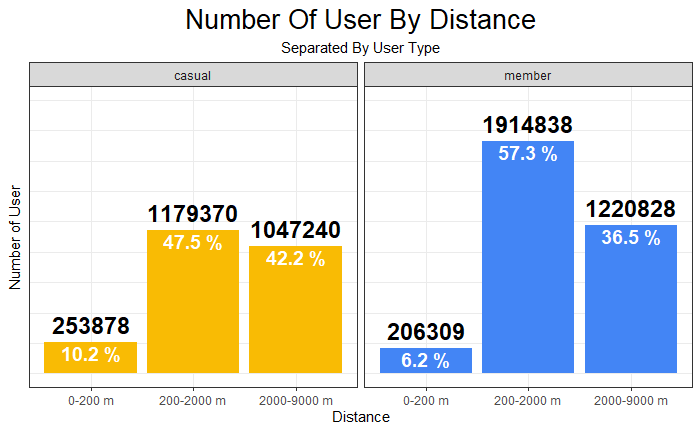 Number Of User By Distance
Separated By User Type
casual
member
Number of User
253878
10.2 %
1179370
47.5 %
1047240
42.2 %
206309
6.2 %
1914838
57.3 %
1220828
36.5 %
0-200 m
200-2000 m
2000-9000 m
0-200 m
200-2000 m
2000-9000 m
Distance